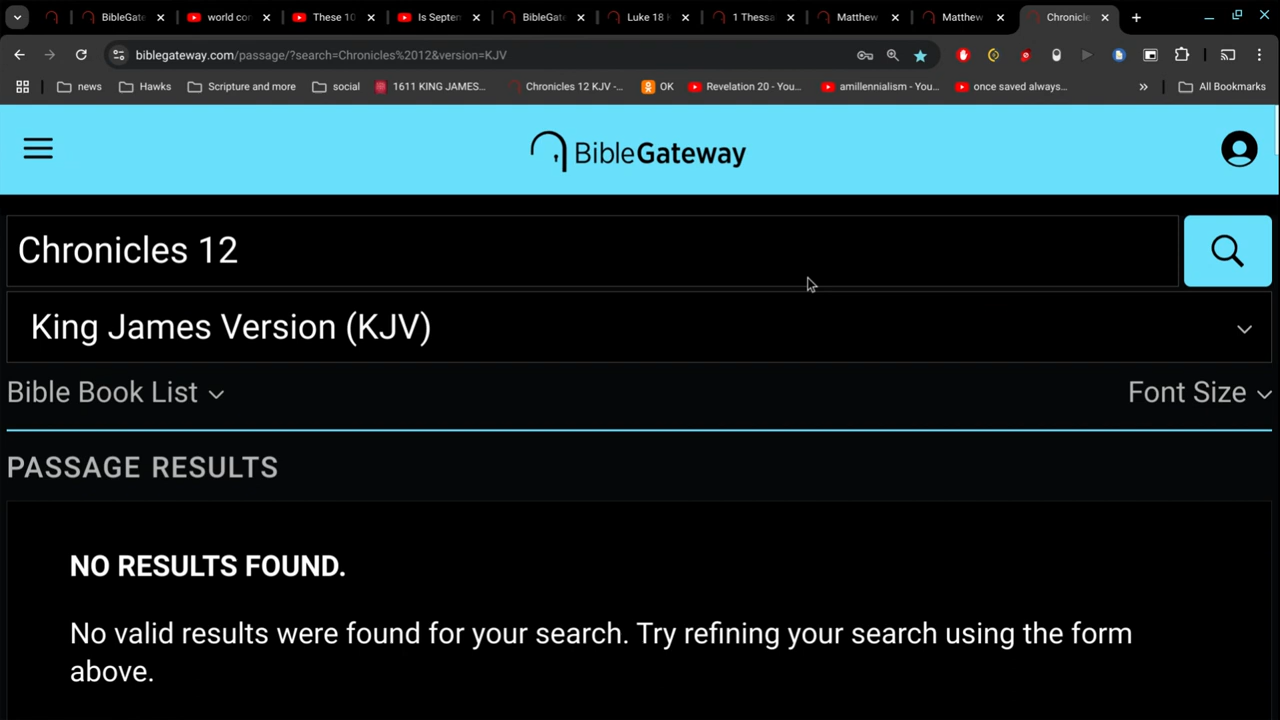 BibleGate
world cor
These 10
Is Septen
BibleGate
Luke 18 K
1 Thessa
Matthew
Matthew
Chronicle
biblegateway.com/passage/?search=Chronicles%2012&version=KJV
news
Hawks
Scripture and more
social
1611 KING JAMES...
Chronicles 12 KJV -...
OK
Revelation 20 - You...
amillennialism - You...
once saved always...
»
All Bookmarks
BibleGateway
Chronicles 12
King James Version (KJV)
Bible Book List
Font Size
PASSAGE RESULTS
NO RESULTS FOUND.
No valid results were found for your search. Try refining your search using the form
above.